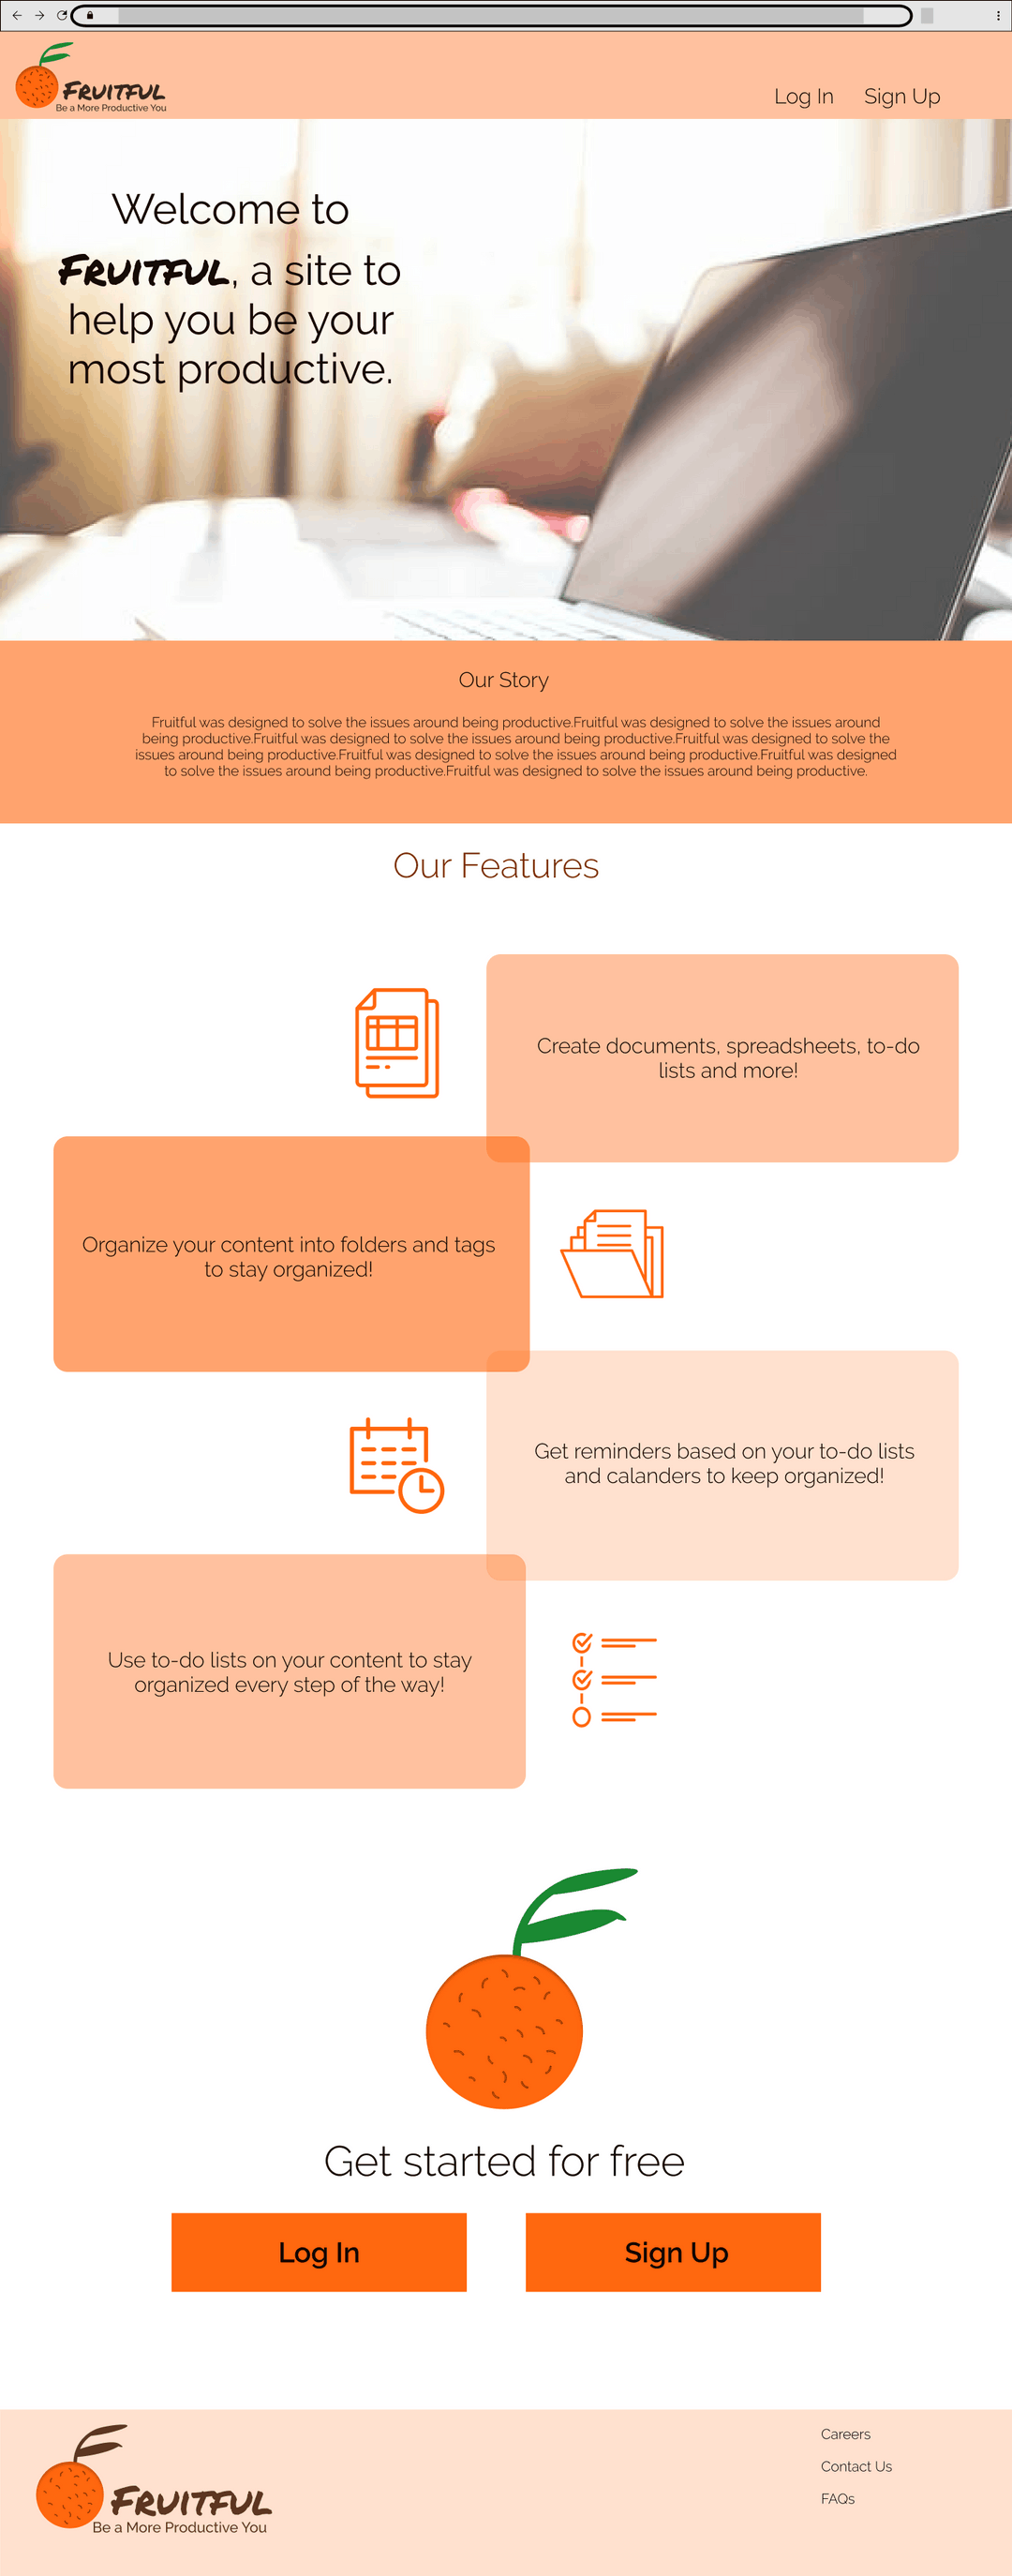 FRUITFUL
Be a More Productive You
Log In
Sign Up
Welcome to
FRUITFUL, a site to
help you be your
most productive.
Our Story
Fruitful was designed to solve the issues around being productive.Fruitful was designed to solve the issues around
being productive.Fruitful was designed to solve the issues around being productive.Fruitful was designed to solve the
issues around being productive.Fruitful was designed to solve the issues around being productive.Fruitful was designed
to solve the issues around being productive.Fruitful was designed to solve the issues around being productive.
Our Features
Create documents, spreadsheets, to-do
lists and more!
Organize your content into folders and tags
to stay organized!
Get reminders based on your to-do lists
and calanders to keep organized!
Use to-do lists on your content to stay
organized every step of the way!
Get started for free
Log In
Sign Up
FRUITFUL
Be a More Productive You
Careers
Contact Us
FAQs